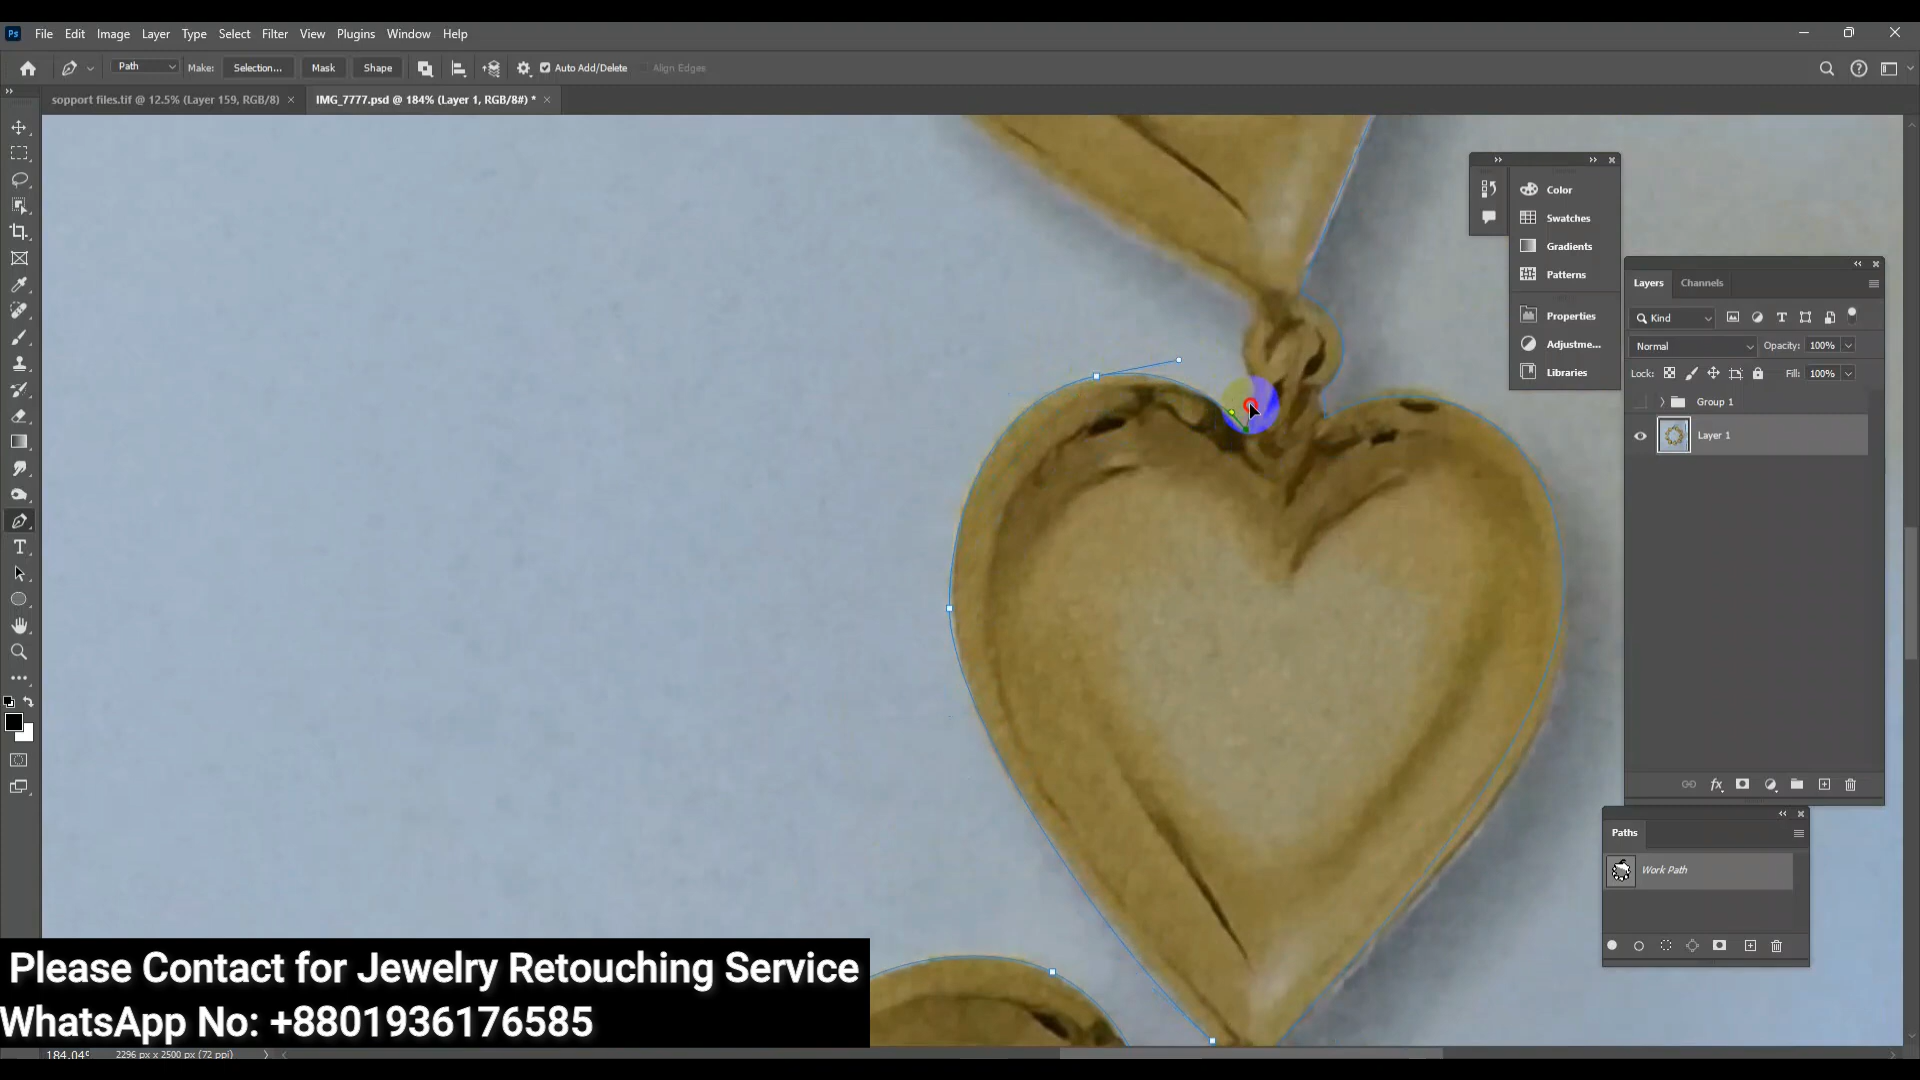 Ps File Edit Image Layer Type Select Filter View Plugins Window Help
Path Make: Selection... Mask Shape Auto Add/Delete Align Edges
sopport files.tif @ 12.5% (Layer 159, RGB/8) × IMG_7777.psd @ 184% (Layer 1, RGB/8#) * ×
Color
Swatches
Gradients
Patterns
Properties
Adjustme...
Libraries
Layers Channels
Kind
Normal Opacity: 100%
Lock: Fill: 100%
Group 1
Layer 1
Paths
Work Path
Please Contact for Jewelry Retouching Service
WhatsApp No: +8801936176585
2296 px x 2500 px (72 ppi)